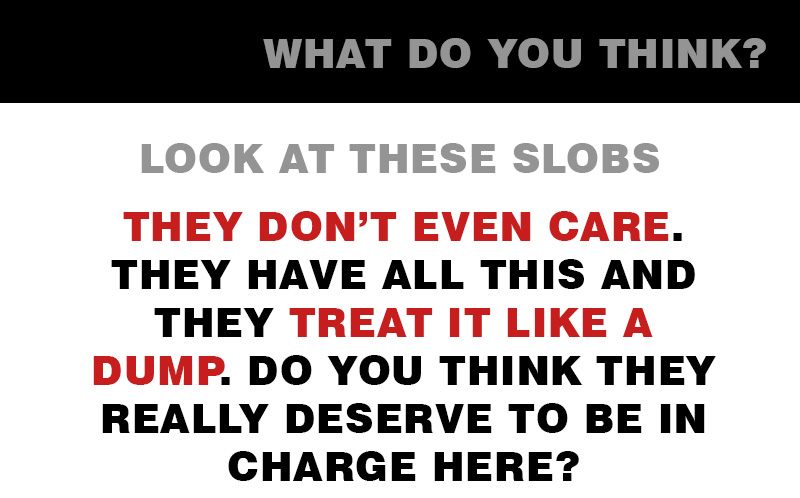 WHAT DO YOU THINK?
LOOK AT THESE SLOBS
THEY DON’T EVEN CARE.
THEY HAVE ALL THIS AND
THEY TREAT IT LIKE A
DUMP. DO YOU THINK THEY
REALLY DESERVE TO BE IN
CHARGE HERE?